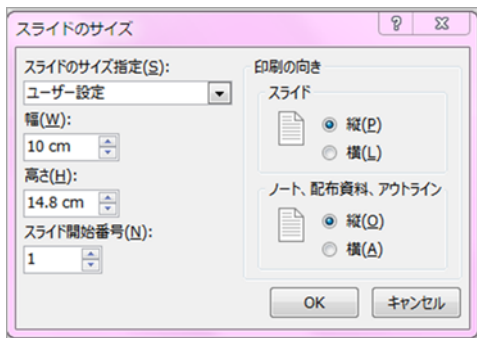 スライドのサイズ
スライドのサイズ指定(S):
ユーザー設定
幅(W):
10 cm
高さ(H):
14.8 cm
スライド開始番号(N):
1
印刷の向き
スライド
縦(P)
横(L)
ノート、配布資料、アウトライン
縦(O)
横(A)
OK
キャンセル